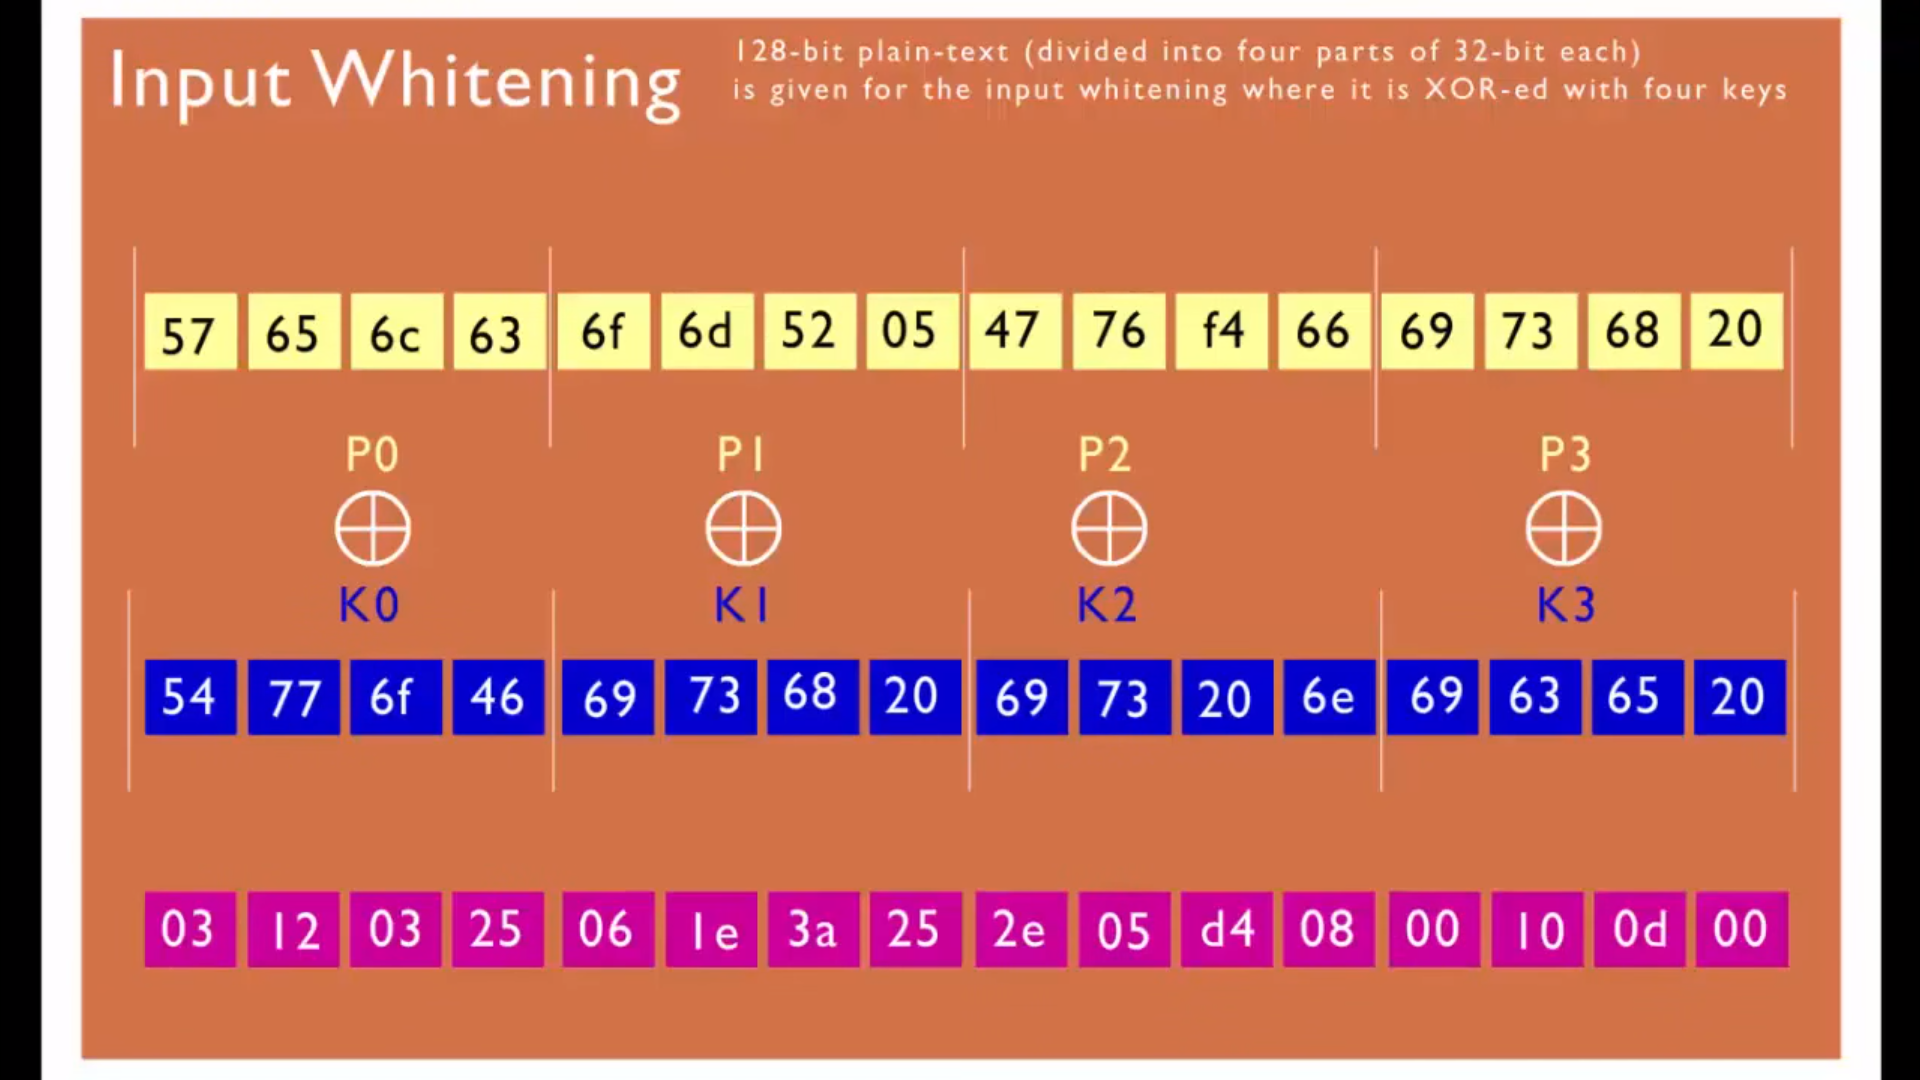 Input Whitening
128-bit plain-text (divided into four parts of 32-bit each)
is given for the input whitening where it is XOR-ed with four keys
57 65 6c 63 6f 6d 52 05 47 76 f4 66 69 73 68 20
P0 P1 P2 P3
K0 K1 K2 K3
54 77 6f 46 69 73 68 20 69 73 20 6e 69 63 65 20
03 12 03 25 06 1e 3a 25 2e 05 d4 08 00 10 0d 00